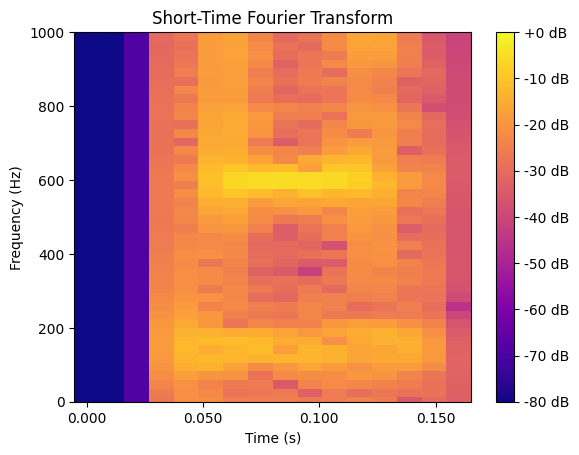 Short-Time Fourier Transform
1000
800
600
400
200
0
Frequency (Hz)
0.000
0.050
0.100
0.150
Time (s)
+0 dB
-10 dB
-20 dB
-30 dB
-40 dB
-50 dB
-60 dB
-70 dB
-80 dB